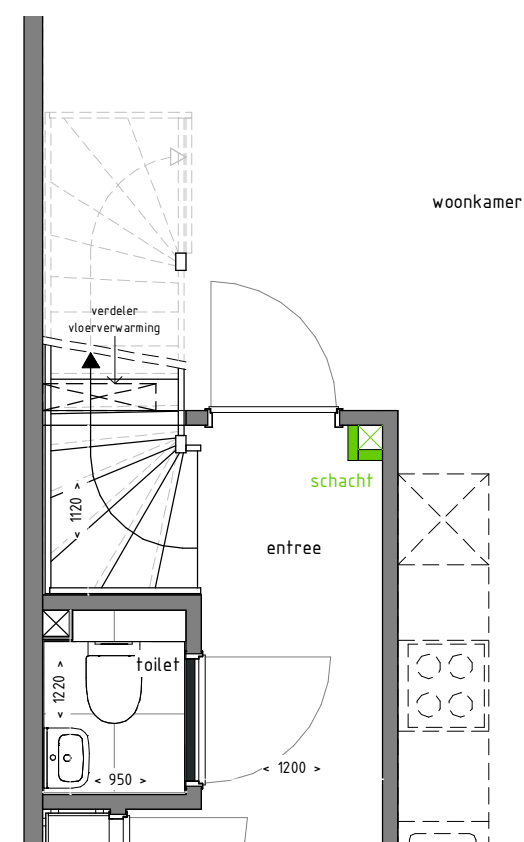 woonkamer
verdeler
vloerverwarming
schacht
< 1120 >
entree
toilet
< 1220 >
< 950 >
< 1200 >